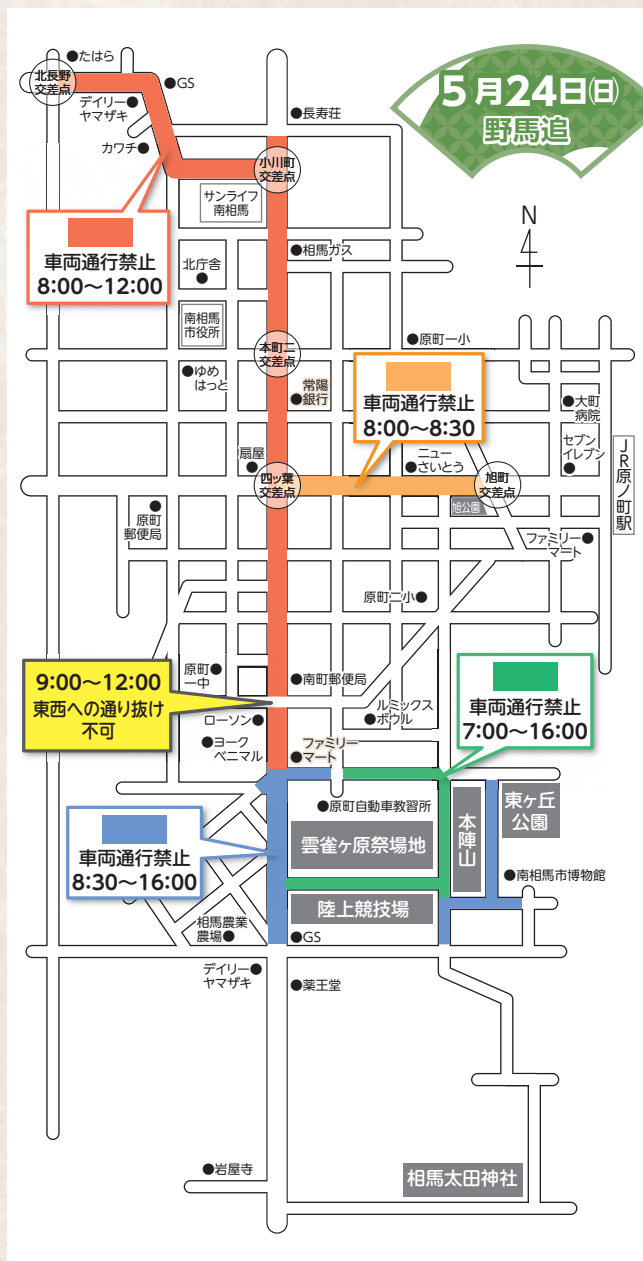 5月24日(日)
野馬追
●たはら
北長野
交差点
●GS
デイリー●
ヤマザキ
●長寿荘
カワチ●
小川町
交差点
サンライフ
南相馬
N
車両通行禁止
8:00〜12:00
●相馬ガス
北庁舎
●
南相馬
市役所
本町二
交差点
●原町一小
●ゆめ
はっと
常陽
●銀行
車両通行禁止
8:00〜8:30
●大町
病院
扇屋
●
ニュー
●さいとう
セブン
イレブン
●
JR原ノ町駅
四ッ葉
交差点
旭町
交差点
旭公園
●
原町
郵便局
ファミリー●
マート
原町二小●
9:00〜12:00
東西への通り抜け
不可
原町●
一中
●南町郵便局
車両通行禁止
7:00〜16:00
ローソン●
ルミックス
●ボウル
●ヨーク
ベニマル
ファミリー
●マート
●原町自動車教習所
東ヶ丘
公園
本陣山
雲雀ヶ原祭場地
車両通行禁止
8:30〜16:00
●南相馬市博物館
陸上競技場
相馬農業
農場●
●GS
デイリー●
ヤマザキ
●薬王堂
●岩屋寺
相馬太田神社